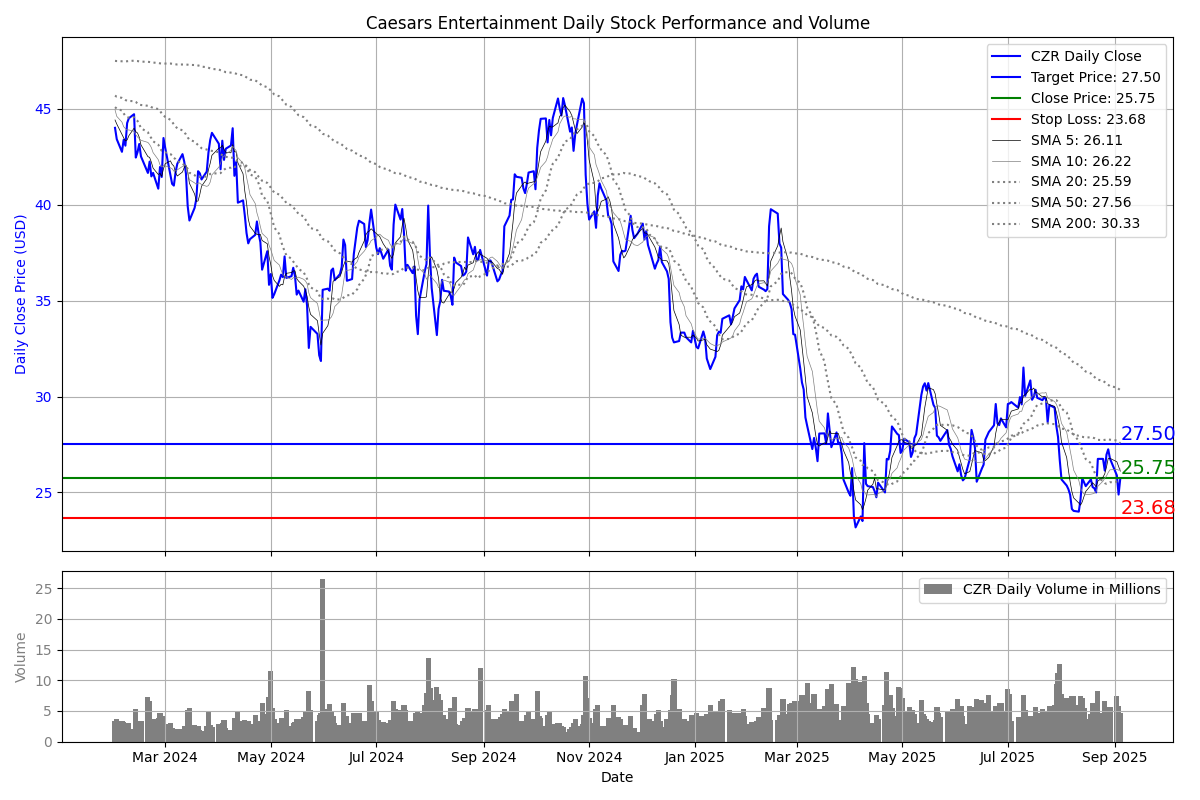 Caesars Entertainment Daily Stock Performance and Volume
Daily Close Price (USD)
45
40
35
30
25
CZR Daily Close
Target Price: 27.50
Close Price: 25.75
Stop Loss: 23.68
SMA 5: 26.11
SMA 10: 26.22
SMA 20: 25.59
SMA 50: 27.56
SMA 200: 30.33
27.50
25.75
23.68
Volume
25
20
15
10
5
0
CZR Daily Volume in Millions
Mar 2024
May 2024
Jul 2024
Sep 2024
Nov 2024
Jan 2025
Mar 2025
May 2025
Jul 2025
Sep 2025
Date